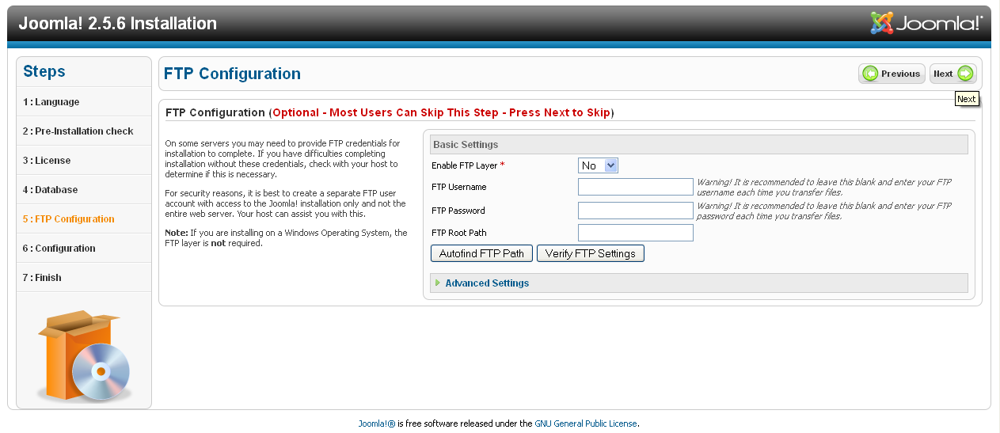 Joomla! 2.5.6 Installation
Joomla!®
Steps
1 : Language
2 : Pre-Installation check
3 : License
4 : Database
5 : FTP Configuration
6 : Configuration
7 : Finish
FTP Configuration
Previous
Next
Next
FTP Configuration (Optional - Most Users Can Skip This Step - Press Next to Skip)
On some servers you may need to provide FTP credentials for
installation to complete. If you have difficulties completing
installation without these credentials, check with your host to
determine if this is necessary.
For security reasons, it is best to create a separate FTP user
account with access to the Joomla! installation only and not the
entire web server. Your host can assist you with this.
Note: If you are installing on a Windows Operating System, the
FTP layer is not required.
Basic Settings
Enable FTP Layer *
No
FTP Username
Warning! It is recommended to leave this blank and enter your FTP
username each time you transfer files.
FTP Password
Warning! It is recommended to leave this blank and enter your FTP
password each time you transfer files.
FTP Root Path
Autofind FTP Path
Verify FTP Settings
Advanced Settings
Joomla!® is free software released under the GNU General Public License.